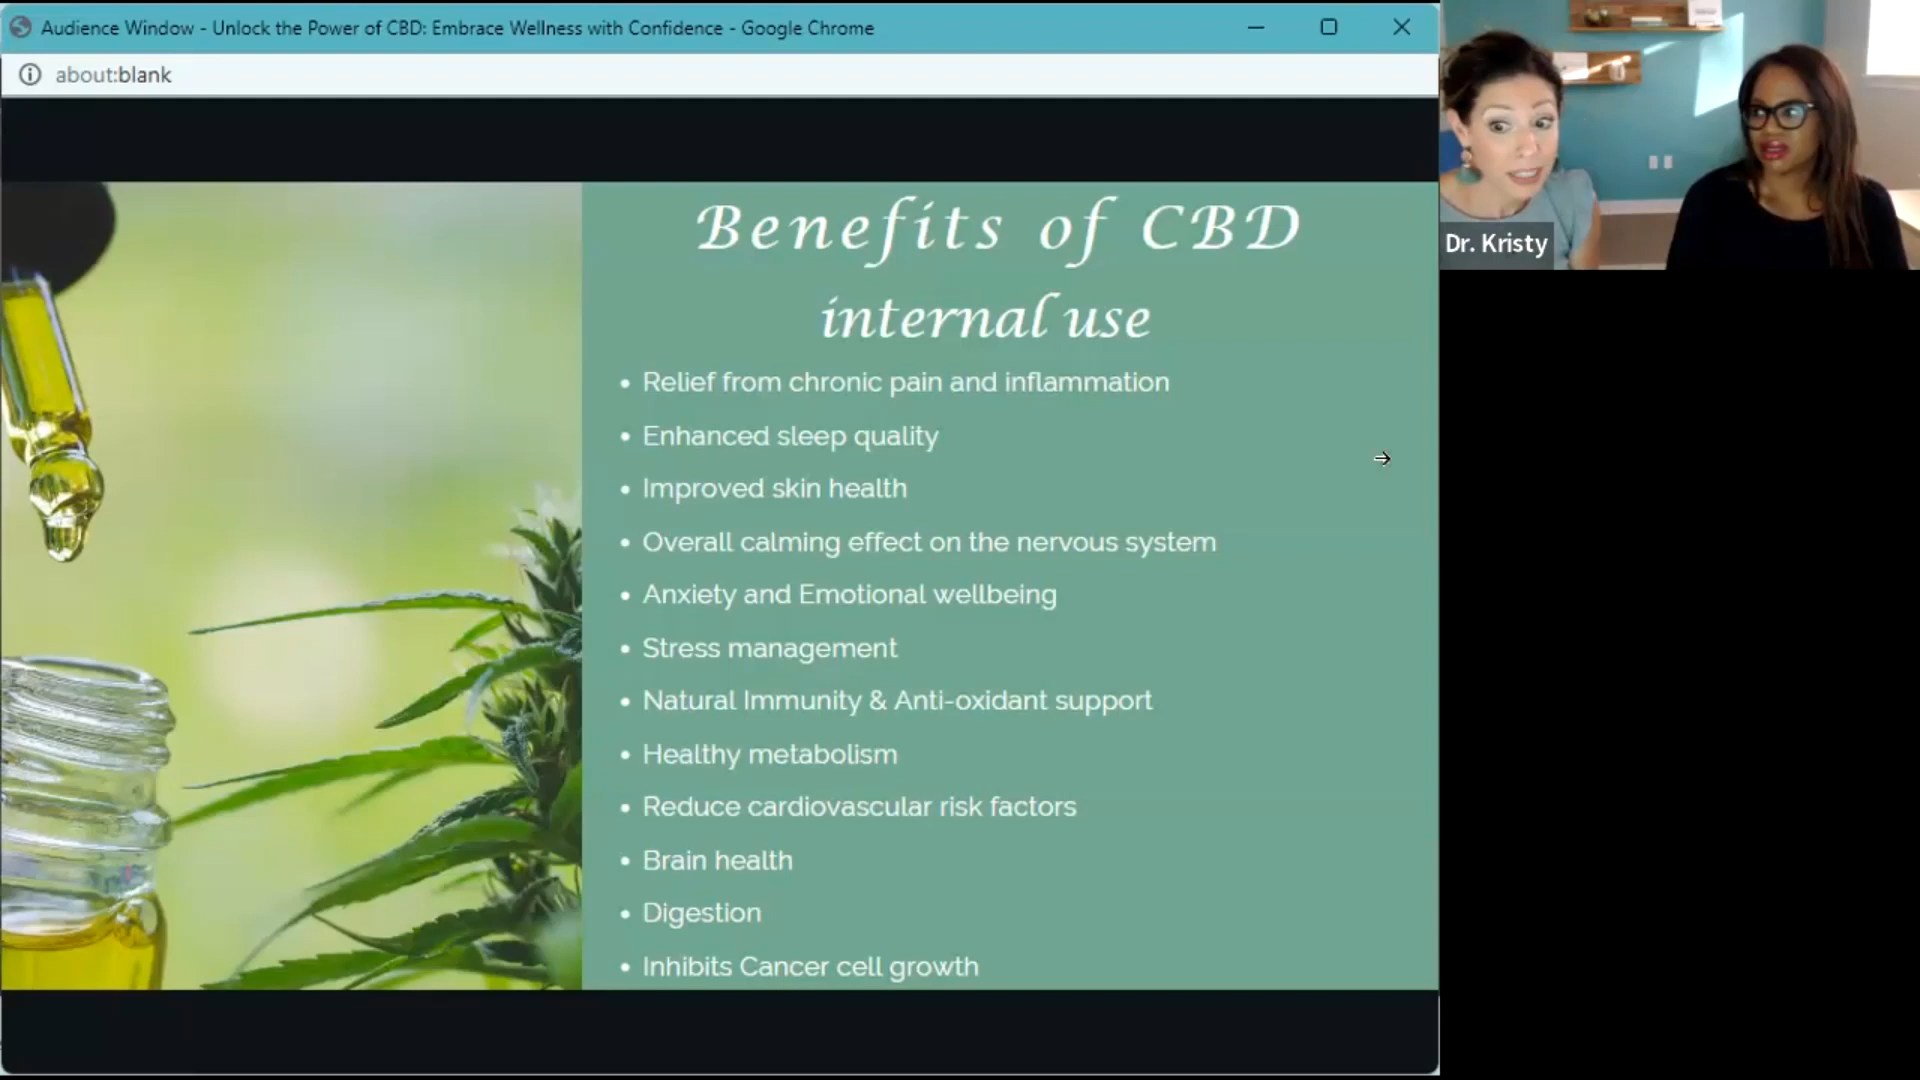 Audience Window - Unlock the Power of CBD: Embrace Wellness with Confidence - Google Chrome
about:blank
Benefits of CBD
internal use
• Relief from chronic pain and inflammation
• Enhanced sleep quality
• Improved skin health
• Overall calming effect on the nervous system
• Anxiety and Emotional wellbeing
• Stress management
• Natural Immunity & Anti-oxidant support
• Healthy metabolism
• Reduce cardiovascular risk factors
• Brain health
• Digestion
• Inhibits Cancer cell growth
Dr. Kristy